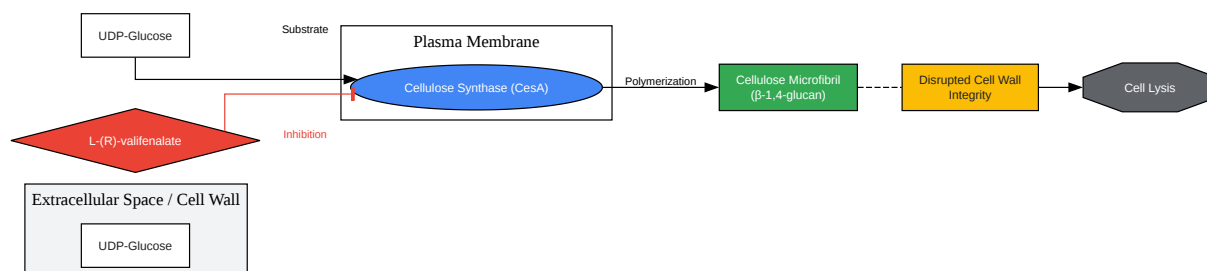 UDP-Glucose
Substrate
Plasma Membrane
Cellulose Synthase (CesA)
Polymerization
Cellulose Microfibril
(β-1,4-glucan)
Disrupted Cell Wall
Integrity
Cell Lysis
L-(R)-valifenalate
Inhibition
Extracellular Space / Cell Wall
UDP-Glucose